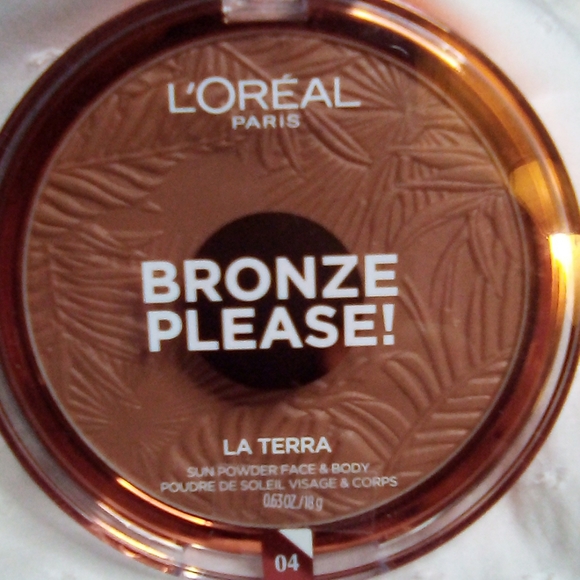 L'ORÉAL
PARIS
BRONZE
PLEASE!
LA TERRA
SUN POWDER FACE & BODY
POUDRE DE SOLEIL VISAGE & CORPS
0.63 OZ./18 g
04